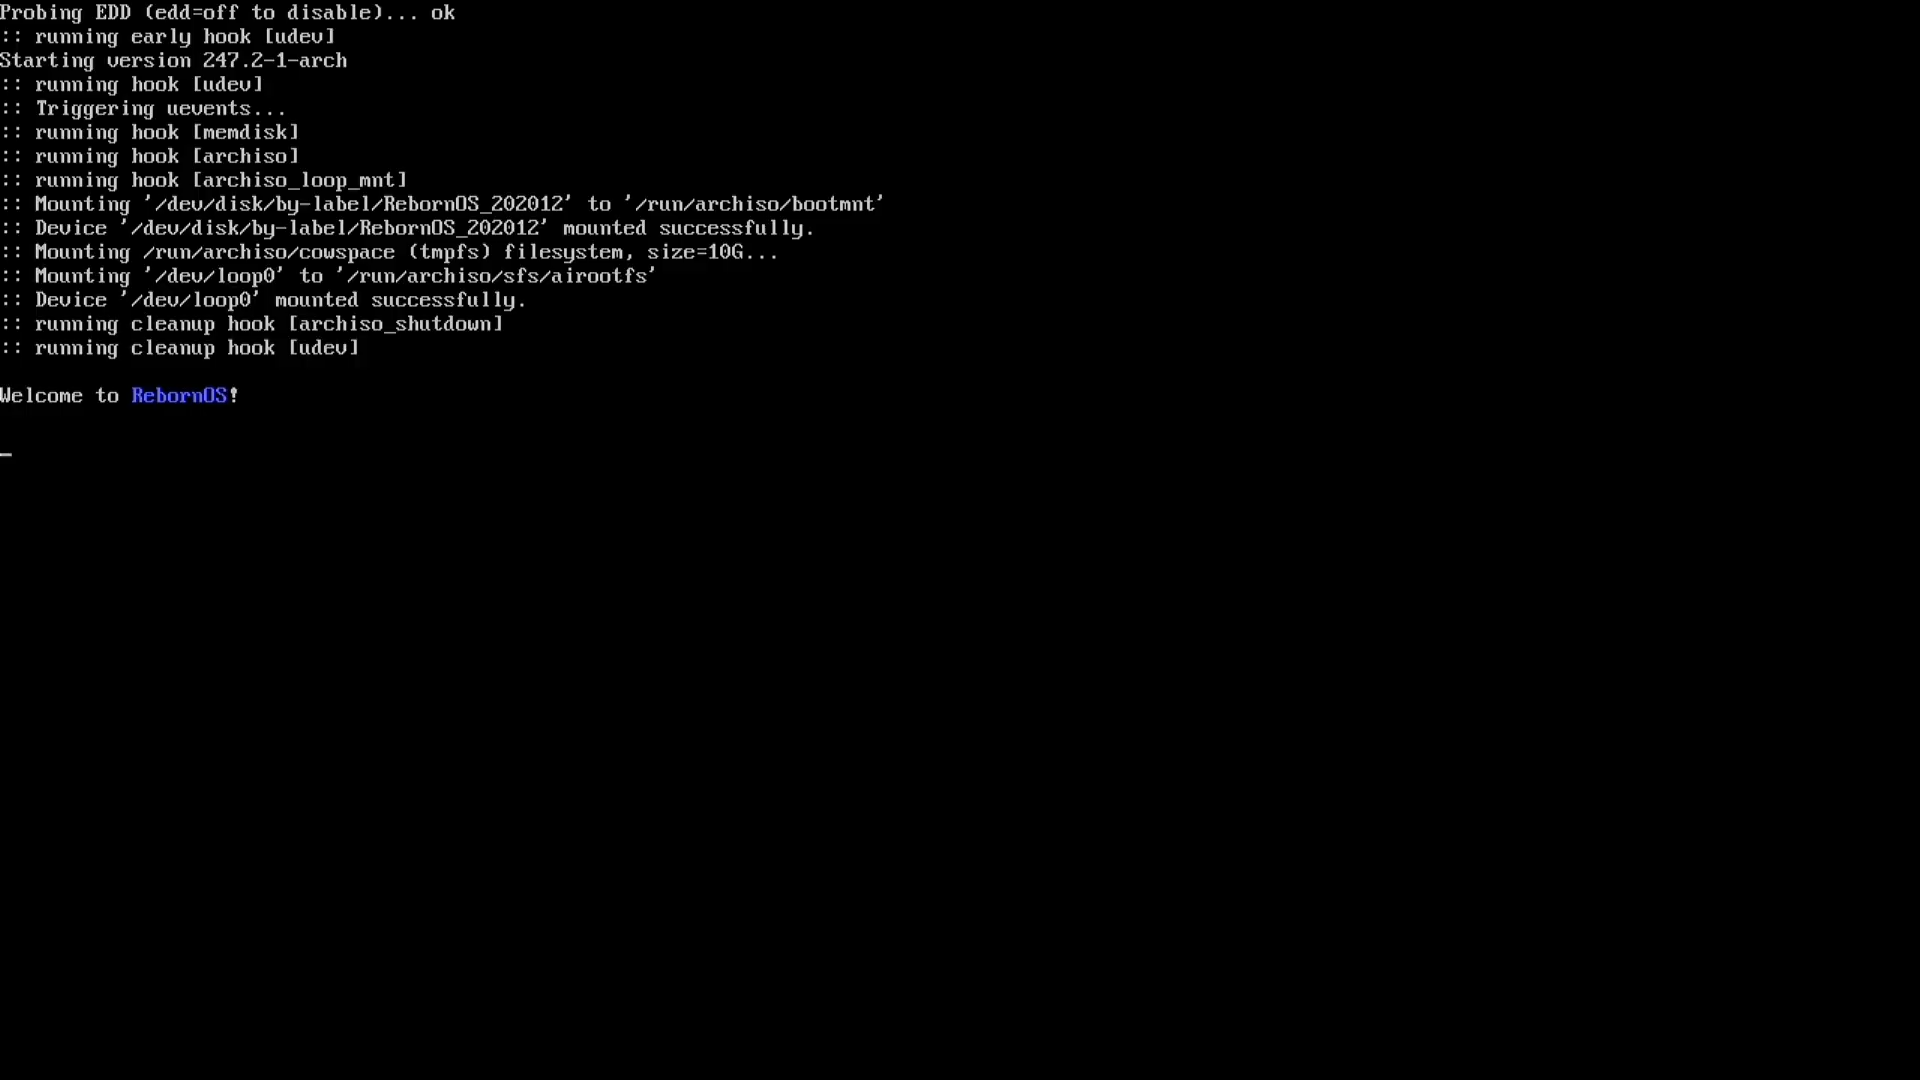 Probing EDD (edd=off to disable)... ok
:: running early hook [udev]
Starting version 247.2-1-arch
:: running hook [udev]
:: Triggering uevents...
:: running hook [memdisk]
:: running hook [archiso]
:: running hook [archiso_loop_mnt]
:: Mounting '/dev/disk/by-label/RebornOS_202012' to '/run/archiso/bootmnt'
:: Device '/dev/disk/by-label/RebornOS_202012' mounted successfully.
:: Mounting /run/archiso/cowspace (tmpfs) filesystem, size=10G...
:: Mounting '/dev/loop0' to '/run/archiso/sfs/airootfs'
:: Device '/dev/loop0' mounted successfully.
:: running cleanup hook [archiso_shutdown]
:: running cleanup hook [udev]
Welcome to RebornOS!